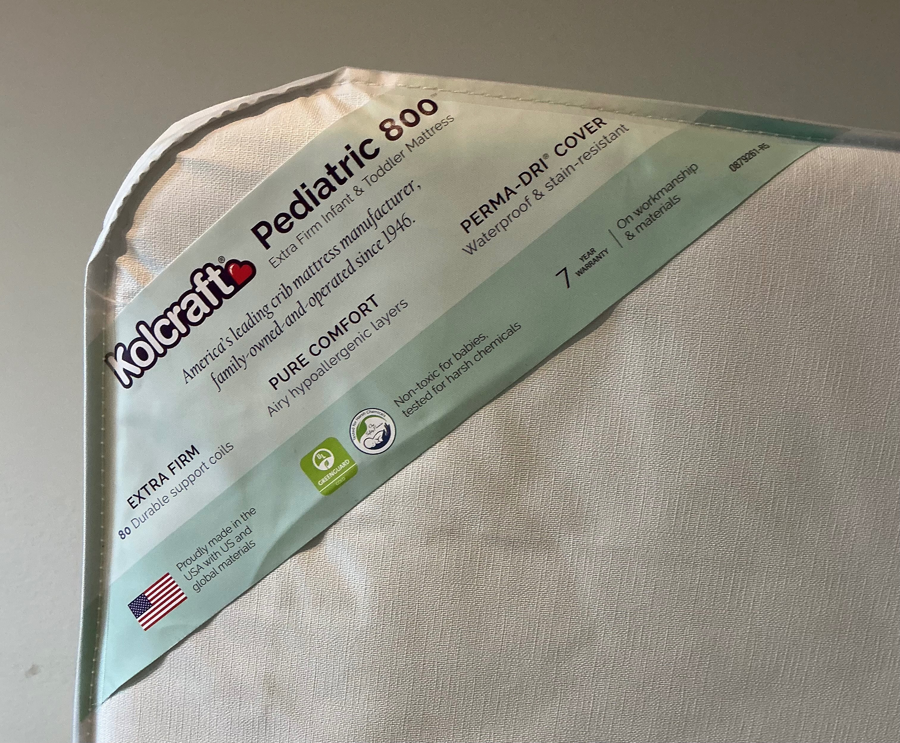 Kolcraft®
Pediatric 800
Extra Firm Infant & Toddler Mattress
America's leading crib mattress manufacturer,
family-owned-and-operated since 1946.
EXTRA FIRM
80 Durable support coils
PURE COMFORT
Airy hypoallergenic layers
PERMA-DRI® COVER
Waterproof & stain-resistant
Proudly made in the
USA with US and
global materials
GREENGUARD
Non-toxic for babies,
tested for harsh chemicals
7 YEAR
WARRANTY
On workmanship
& materials